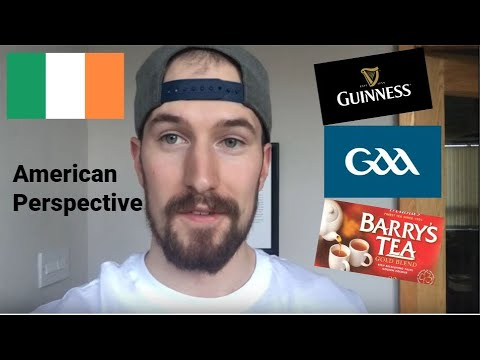 American
Perspective
GUINNESS
GAA
BARRY'S
TEA
GOLD BLEND